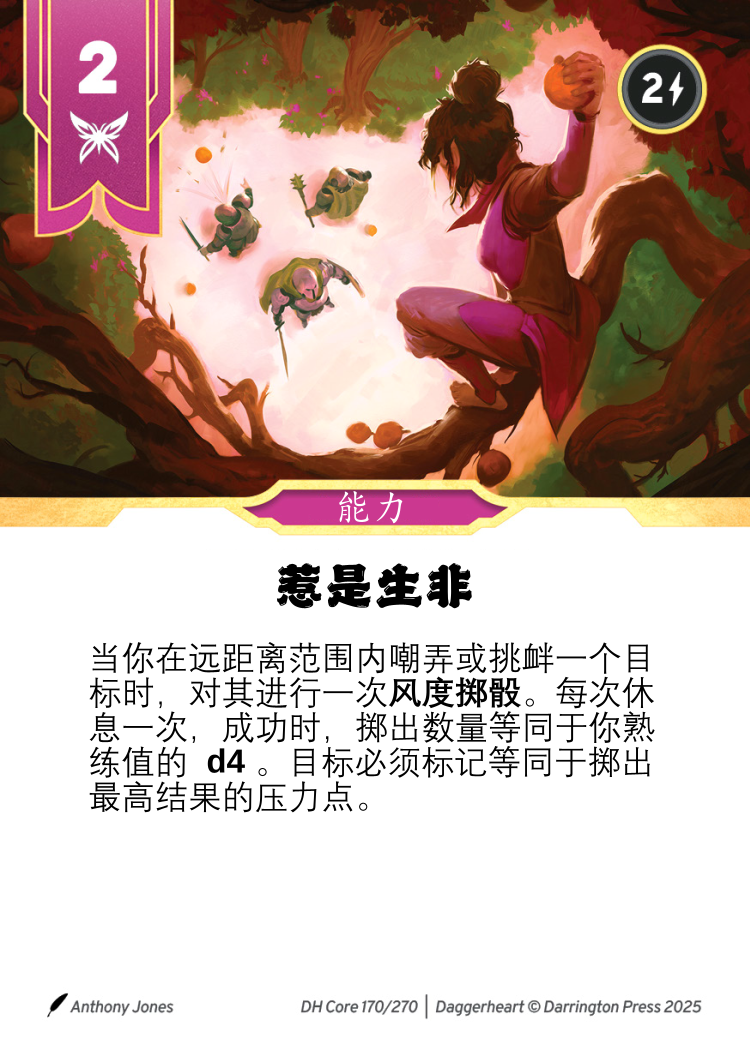 2
2
能力
惹是生非
当你在远距离范围内嘲弄或挑衅一个目
标时，对其进行一次风度掷骰。每次休
息一次，成功时，掷出数量等同于你熟
练值的 d4 。目标必须标记等同于掷出
最高结果的压力点。
Anthony Jones
DH Core 170/270 | Daggerheart © Darrington Press 2025